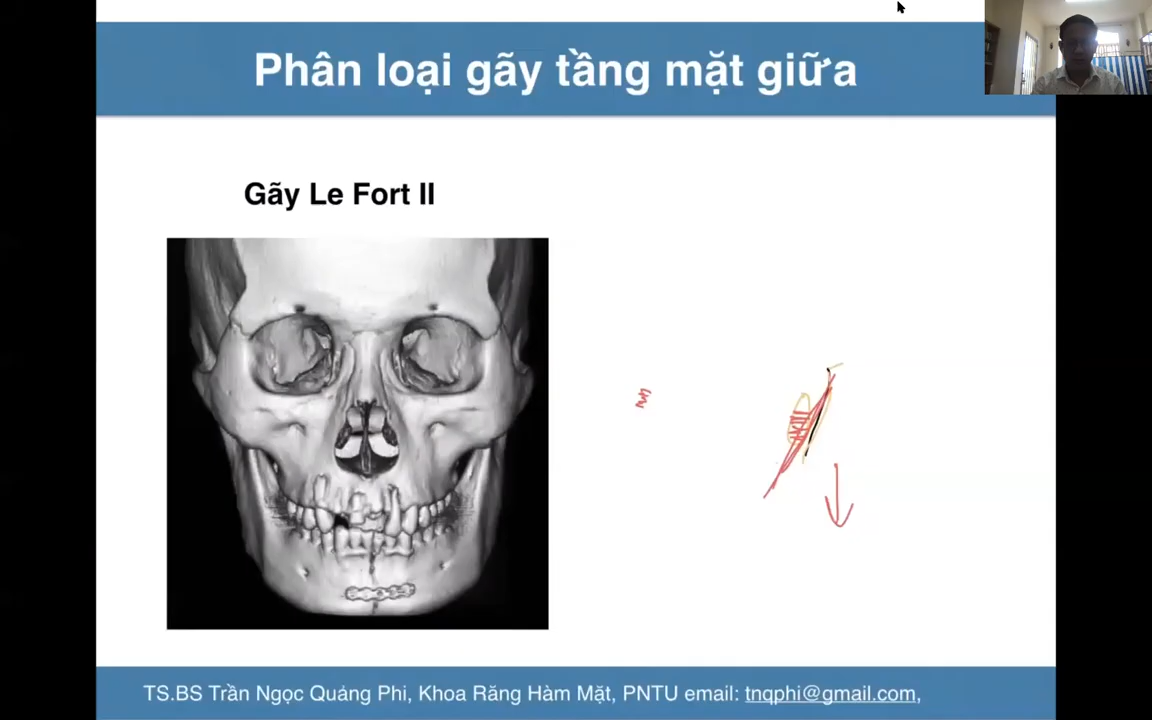 Phân loại gãy tầng mặt giữa
Gãy Le Fort II
TS.BS Trần Ngọc Quảng Phi, Khoa Răng Hàm Mặt, PNTU email: tnqphi@gmail.com,